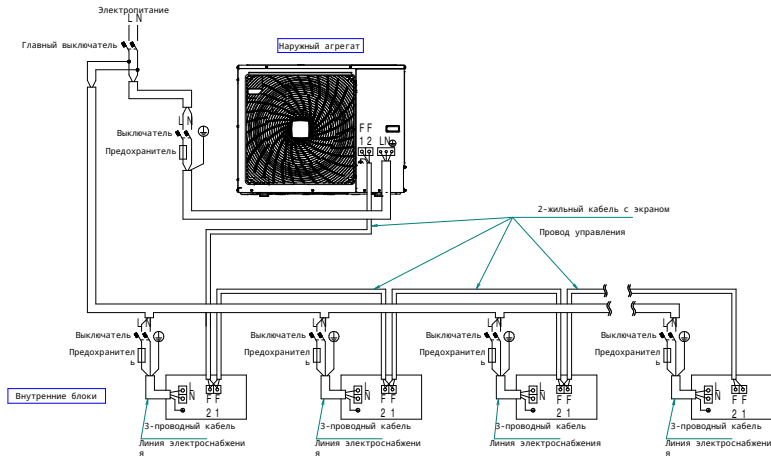 Электропитание
L N
Главный выключатель
Наружный агрегат
L N
Выключатель
Предохранитель
F F
1 2 L N
2-жильный кабель с экраном
Провод управления
L N
L N
L N
L N
Выключатель
Выключатель
Выключатель
Выключатель
Предохранител
ь
Предохранител
ь
Предохранител
ь
Предохранител
ь
Внутренние блоки
L
N
F F
2 1
L
N
F F
2 1
L
N
F F
2 1
L
N
F F
2 1
3-проводный кабель
3-проводный кабель
3-проводный кабель
3-проводный кабель
Линия электроснабжени
я
Линия электроснабжени
я
Линия электроснабжения
Линия электроснабжени
я